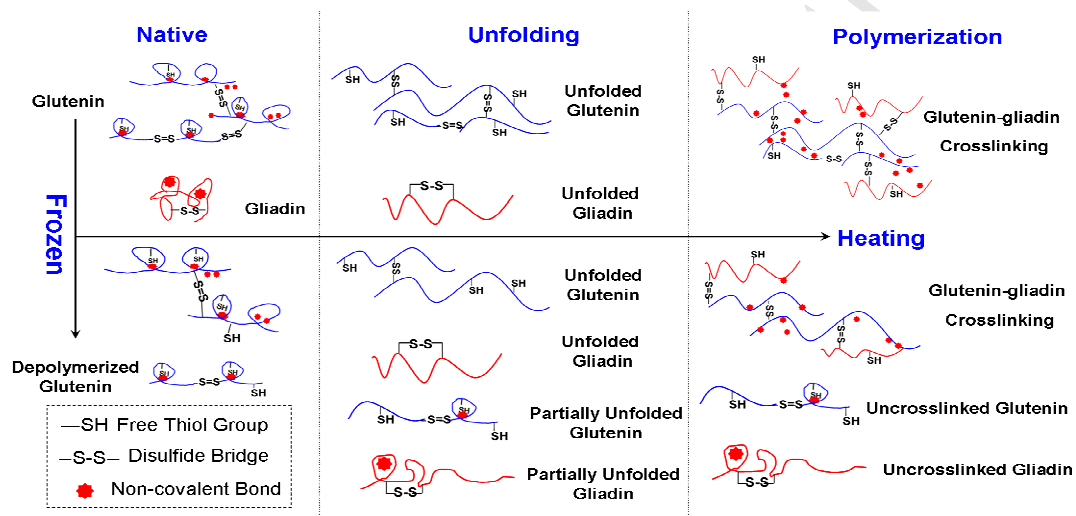 Native
Unfolding
Polymerization
Glutenin
SH
S=S
SH
SH
SH
S=S
SH
S=S
SH
SS
SH
S=S
SH
S=S
SH
Unfolded
Glutenin
SH
S-S
SH
S-S
S-S
SH
S-S
S-S
SH
Glutenin-gliadin
Crosslinking
S-S
Gliadin
S-S
Unfolded
Gliadin
Frozen
Heating
SH
SH
S=S
SH
SH
SH
SS
SH
SH
Unfolded
Glutenin
SH
S=S
S-S
S=S
SH
Glutenin-gliadin
Crosslinking
S-S
Unfolded
Gliadin
Depolymerized
Glutenin
SH
SH
S=S
SH
SH
SH
S=S
SH
Partially Unfolded
Glutenin
SH
SH
S=S
SH
Uncrosslinked Glutenin
S-S
Partially Unfolded
Gliadin
S-S
Uncrosslinked Gliadin
—SH Free Thiol Group
—S-S— Disulfide Bridge
Non-covalent Bond